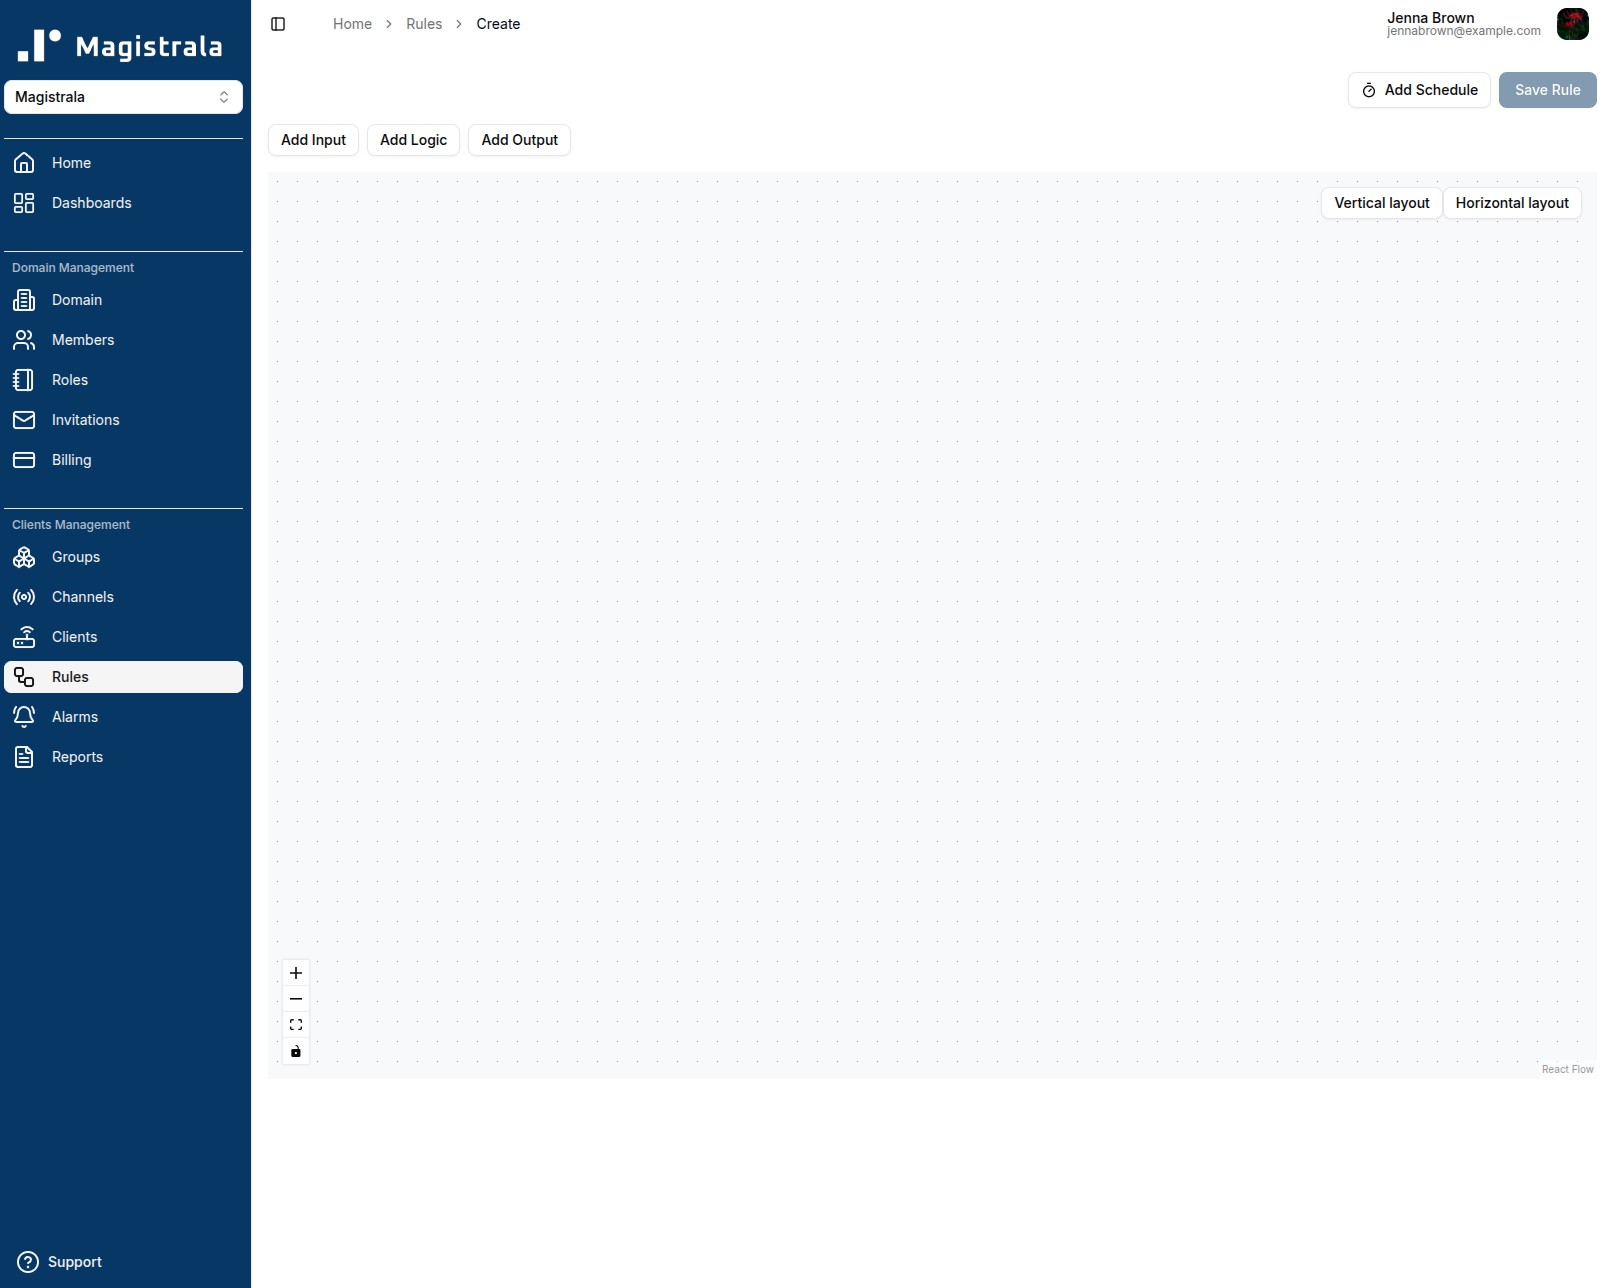 Magistrala
Magistrala
Home
Dashboards
Domain Management
Domain
Members
Roles
Invitations
Billing
Clients Management
Groups
Channels
Clients
Rules
Alarms
Reports
Support
Home > Rules > Create
Jenna Brown
jennabrown@example.com
Add Schedule
Save Rule
Add Input
Add Logic
Add Output
Vertical layout
Horizontal layout
React Flow